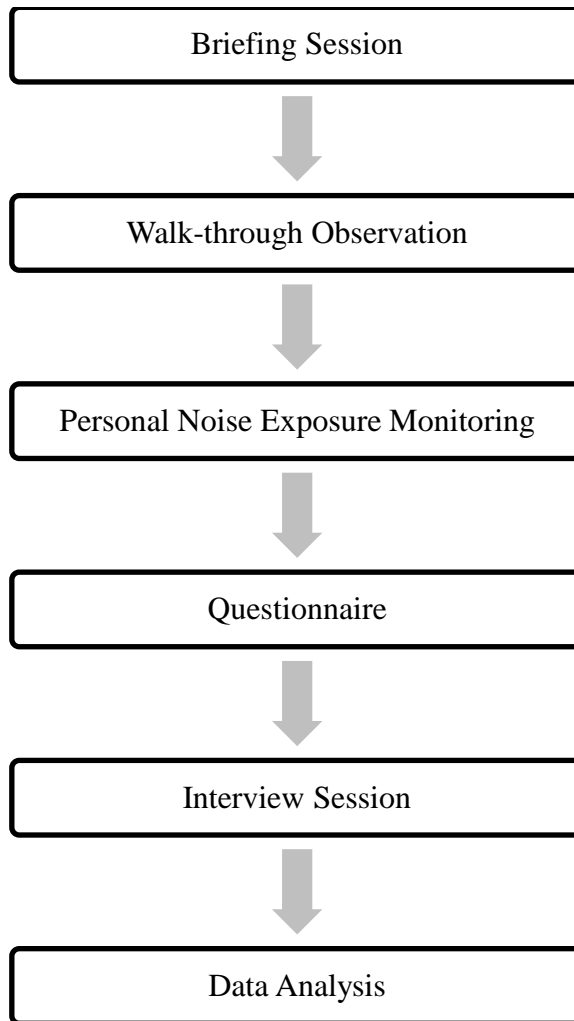 Briefing Session
Walk-through Observation
Personal Noise Exposure Monitoring
Questionnaire
Interview Session
Data Analysis